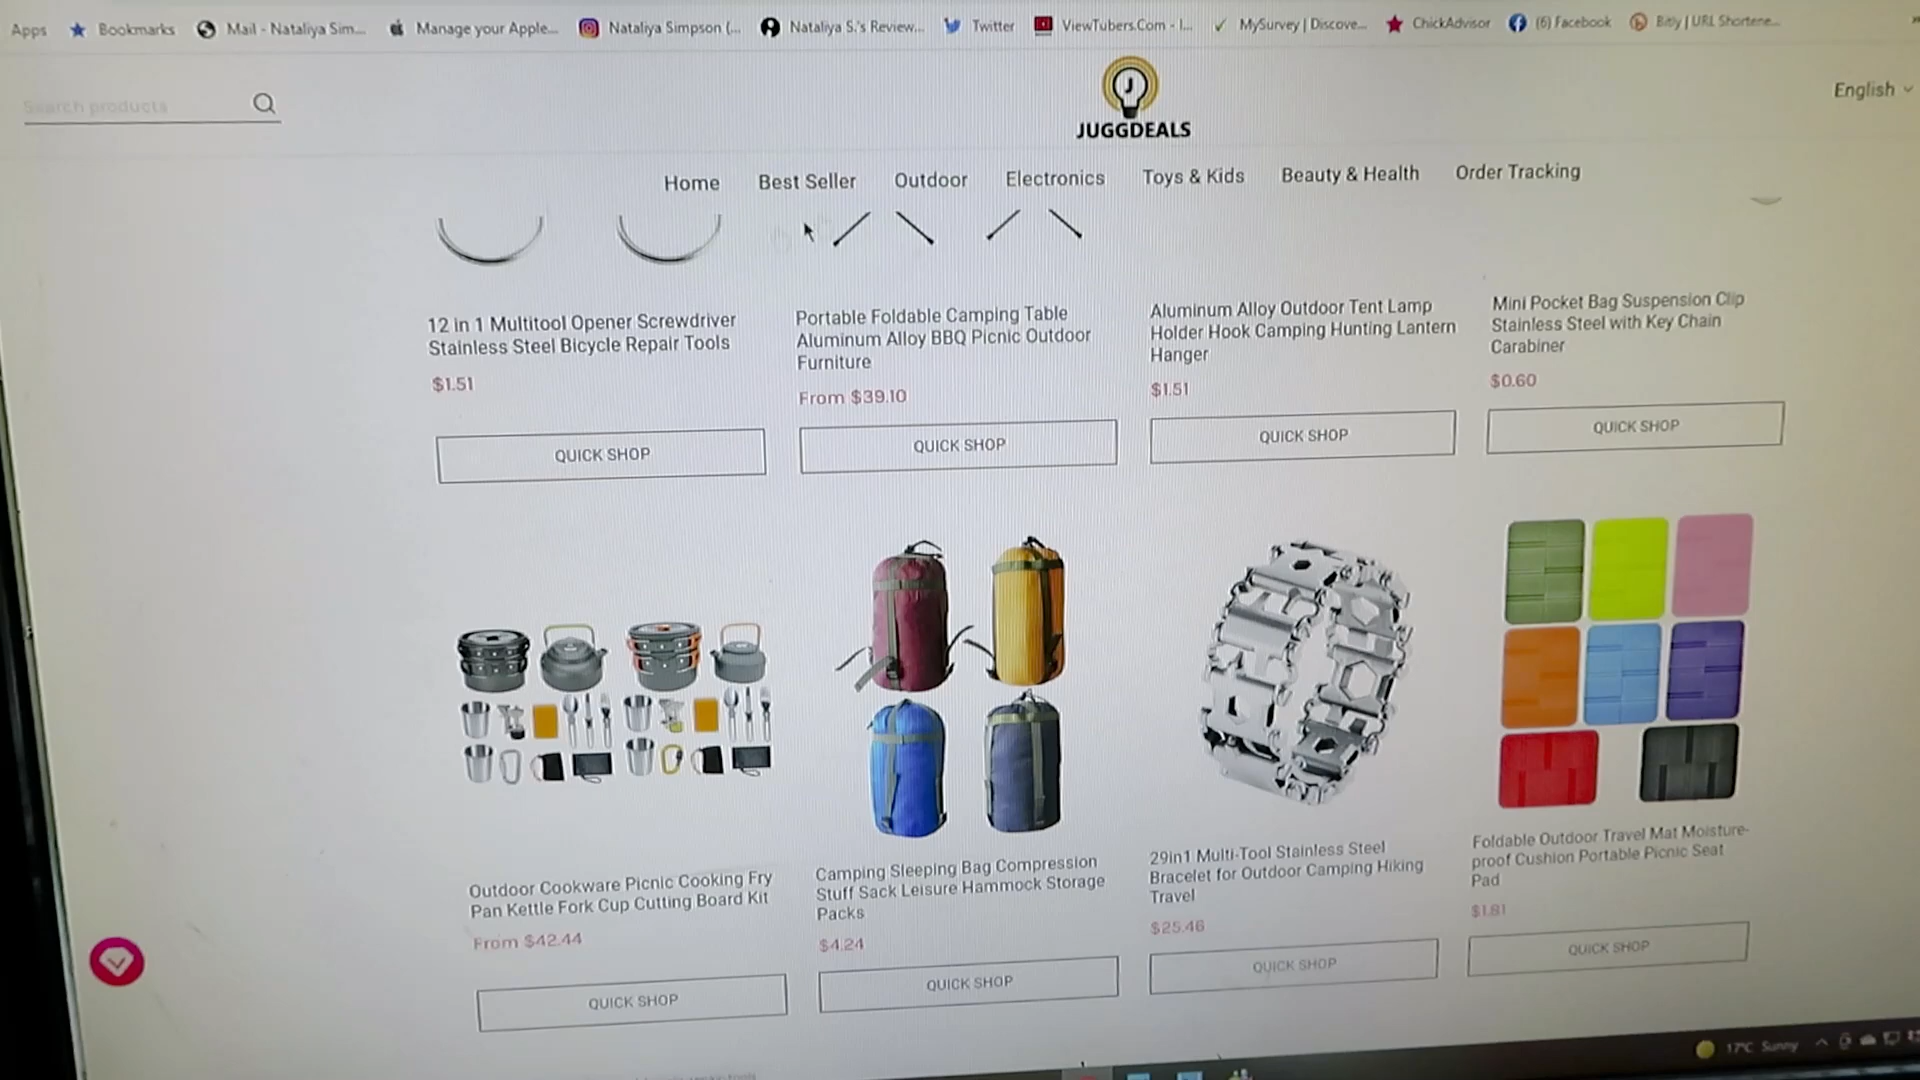 Apps
Bookmarks
Mail - Nataliya Sim...
Manage your Apple...
Nataliya Simpson (...
Nataliya S.'s Review...
Twitter
ViewTubers.Com - I...
MySurvey | Discove...
ChickAdvisor
(6) Facebook
Bitly | URL Shortene...
Search products
J
JUGGDEALS
English
Home
Best Seller
Outdoor
Electronics
Toys & Kids
Beauty & Health
Order Tracking
12 in 1 Multitool Opener Screwdriver
Stainless Steel Bicycle Repair Tools
$1.51
QUICK SHOP
Portable Foldable Camping Table
Aluminum Alloy BBQ Picnic Outdoor
Furniture
From $39.10
QUICK SHOP
Aluminum Alloy Outdoor Tent Lamp
Holder Hook Camping Hunting Lantern
Hanger
$1.51
QUICK SHOP
Mini Pocket Bag Suspension Clip
Stainless Steel with Key Chain
Carabiner
$0.60
QUICK SHOP
Outdoor Cookware Picnic Cooking Fry
Pan Kettle Fork Cup Cutting Board Kit
From $42.44
QUICK SHOP
Camping Sleeping Bag Compression
Stuff Sack Leisure Hammock Storage
Packs
$4.24
QUICK SHOP
29in1 Multi-Tool Stainless Steel
Bracelet for Outdoor Camping Hiking
Travel
$25.46
QUICK SHOP
Foldable Outdoor Travel Mat Moisture-
proof Cushion Portable Picnic Seat
Pad
$1.81
QUICK SHOP
17°C Sunny